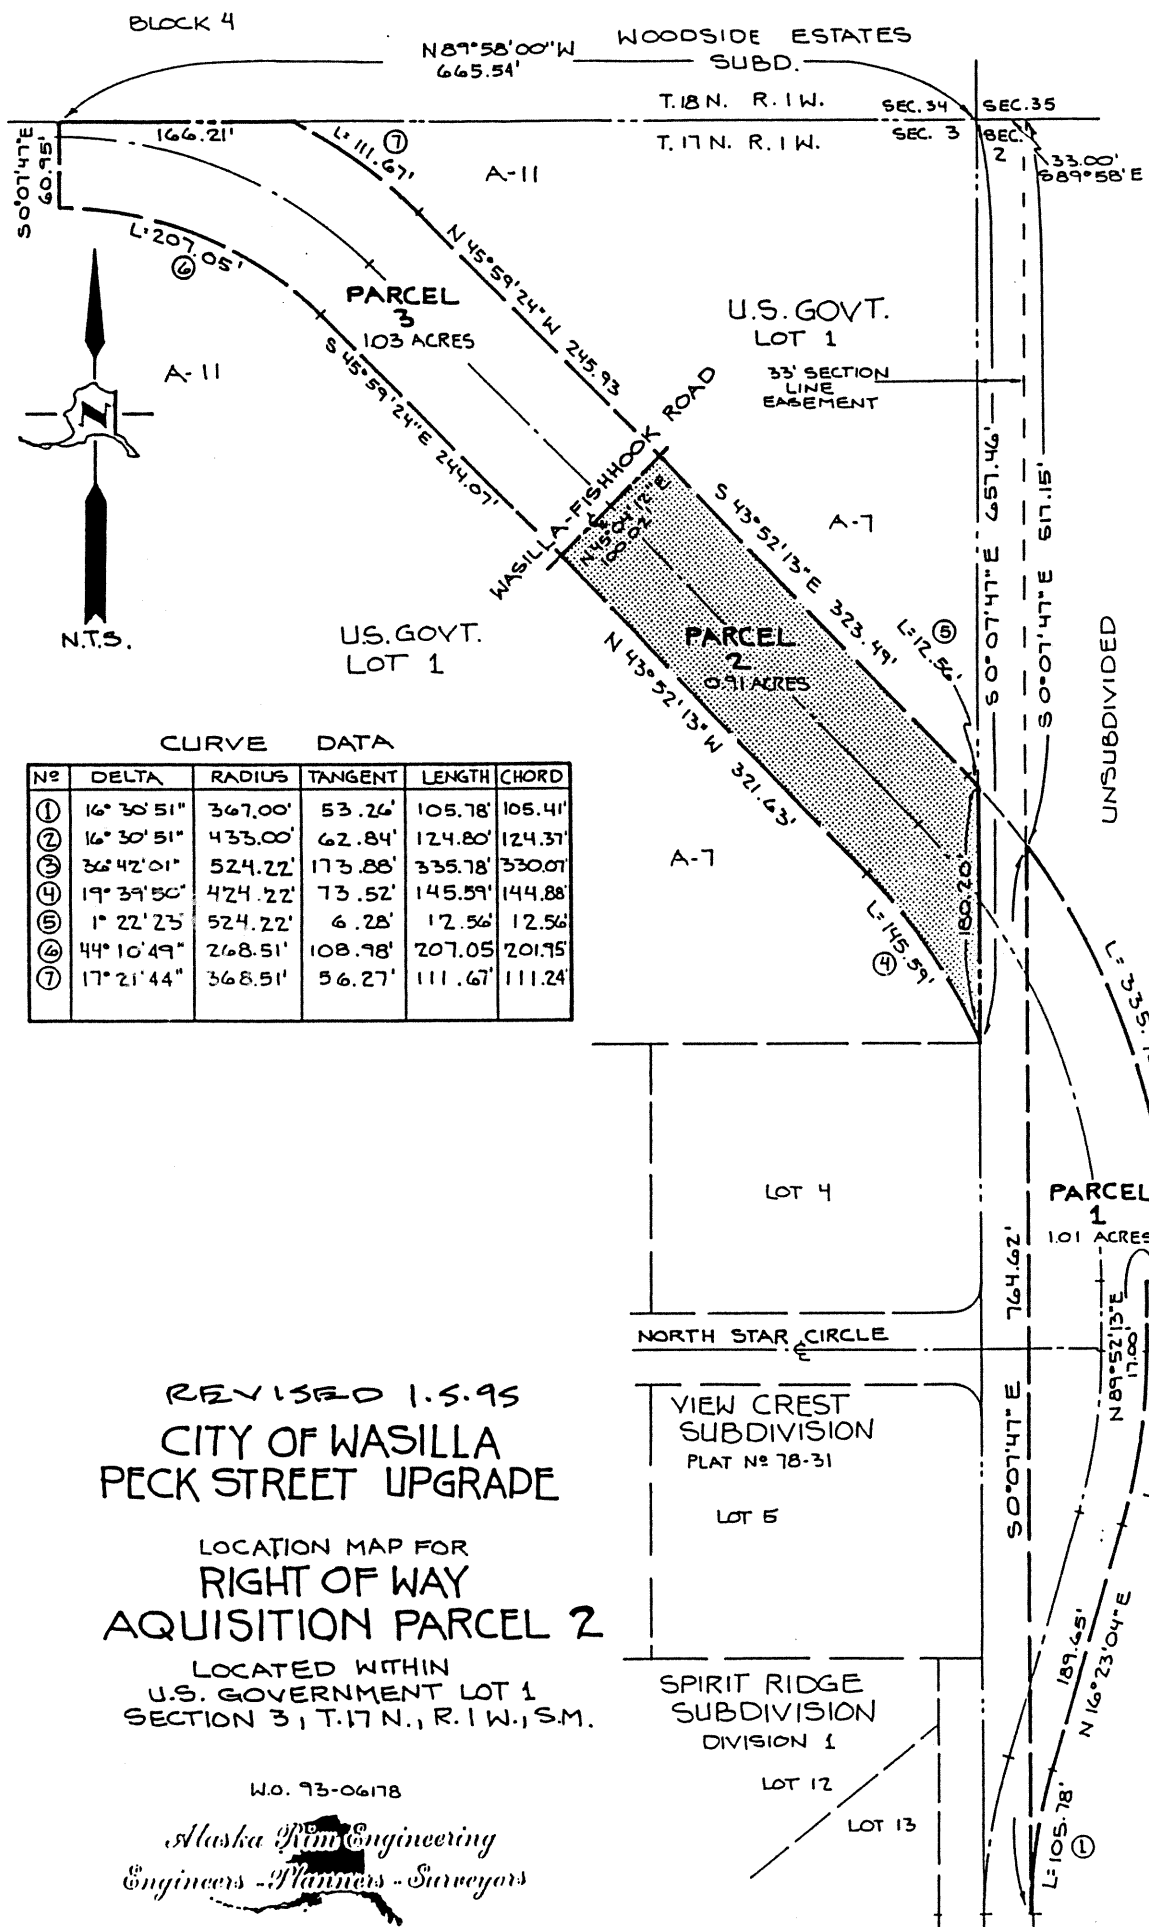 BLOCK 4
N89°58'00"W
665.54'
WOODSIDE ESTATES
SUBD.
T.18N. R.1W.
SEC.34
SEC.35
T.17N. R.1W.
SEC. 3
SEC.
2
33.00'
S89°58'E
166.21'
L=111.67'
7
S0°07'47"E
60.95'
A-11
L=207.05'
6
N 45°59'24"W 245.93
PARCEL
3
1.03 ACRES
U.S. GOVT.
LOT 1
S 45°59'24"E 244.07'
A-11
33' SECTION
LINE
EASEMENT
WASILLA-FISHHOOK ROAD
N45°04'12"E
100.02'
S 43°52'13"E 323.49'
A-7
S 0°07'47"E 657.46'
S 0°07'47"E 517.15'
N.T.S.
U.S. GOVT.
LOT 1
PARCEL
2
0.91 ACRES
L=12.56'
5
N 43°52'13"W 321.63'
UNSUBDIVIDED
A-7
180.20'
L=145.59'
4
L=335.
CURVE DATA
Nº DELTA RADIUS TANGENT LENGTH CHORD
1 16°30'51" 367.00' 53.26' 105.78' 105.41'
2 16°30'51" 433.00' 62.84' 124.80' 124.37'
3 36°42'01" 524.22' 173.88' 335.78' 330.07'
4 19°39'50" 424.22' 73.52' 145.59' 144.88'
5 1°22'23" 524.22' 6.28' 12.56' 12.56'
6 44°10'49" 268.51' 108.98' 207.05 201.95'
7 17°21'44" 368.51' 56.27' 111.67' 111.24'
LOT 4
PARCEL
1
1.01 ACRES
S0°07'47"E 764.62'
NORTH STAR CIRCLE
N89°52'13"E
17.00'
VIEW CREST
SUBDIVISION
PLAT Nº 78-31
LOT 5
REVISED 1.5.95
CITY OF WASILLA
PECK STREET UPGRADE
LOCATION MAP FOR
RIGHT OF WAY
AQUISITION PARCEL 2
LOCATED WITHIN
U.S. GOVERNMENT LOT 1
SECTION 3, T.17N., R.1W., S.M.
SPIRIT RIDGE
SUBDIVISION
DIVISION 1
LOT 12
LOT 13
189.65'
N 16°23'04"E
L=105.78'
1
W.O. 93-06178
Alaska Rim Engineering
Engineers - Planners - Surveyors